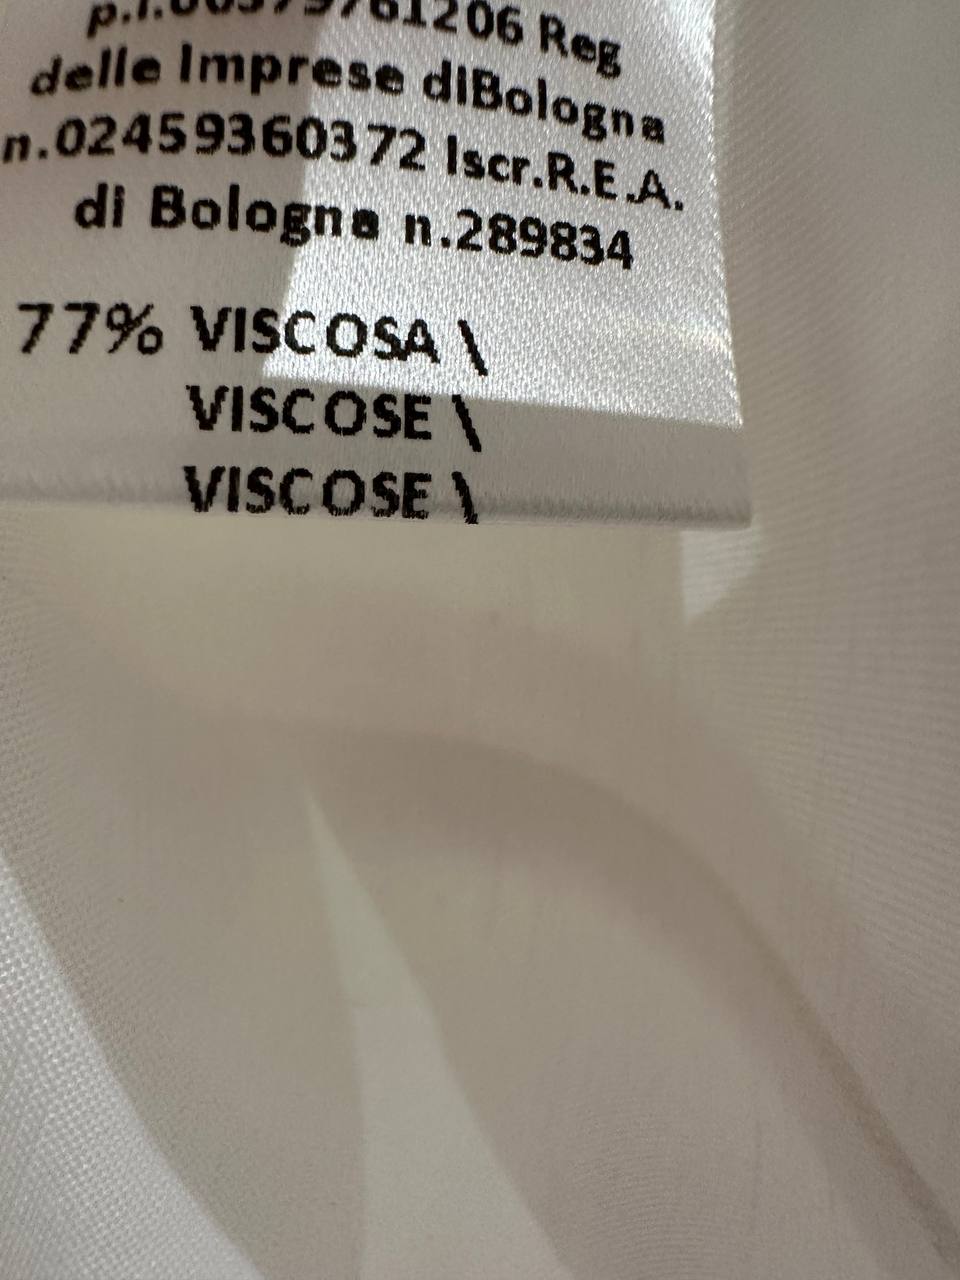 delle Imprese diBologna
n.02459360372 Iscr.R.E.A.
di Bologna n.289834
77% VISCOSA \
VISCOSE \
VISCOSE \